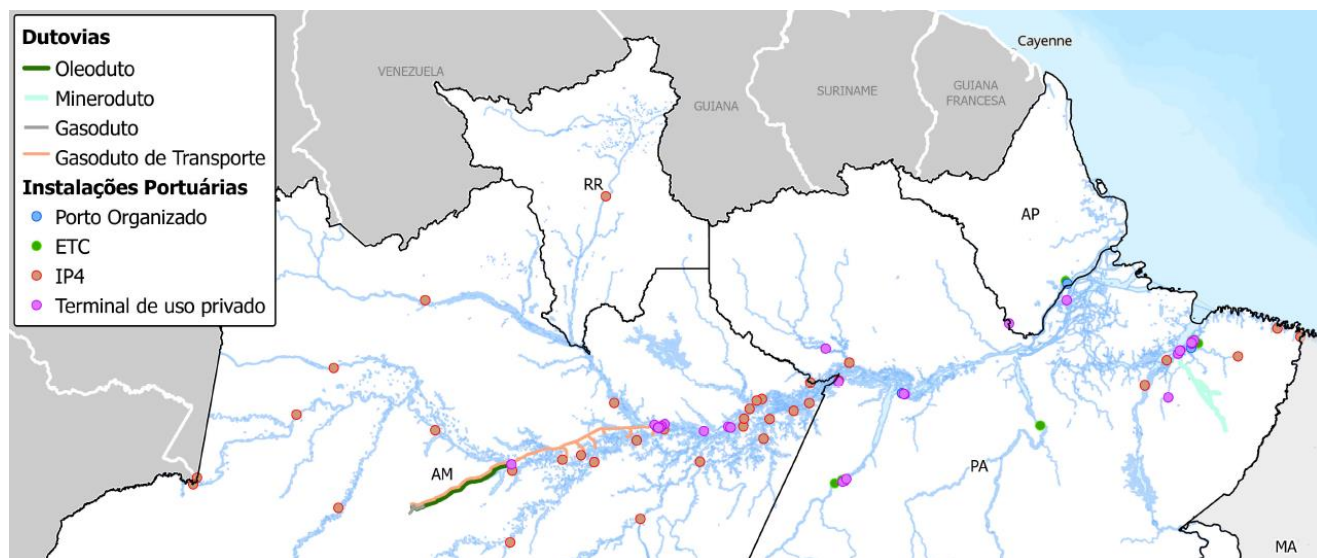 Dutovias
Oleoduto
Mineroduto
Gasoduto
Gasoduto de Transporte
Instalações Portuárias
Porto Organizado
ETC
IP4
Terminal de uso privado
Cayenne
VENEZUELA
GUIANA
SURINAME
GUIANA
FRANCESA
RR
AP
AM
PA
MA